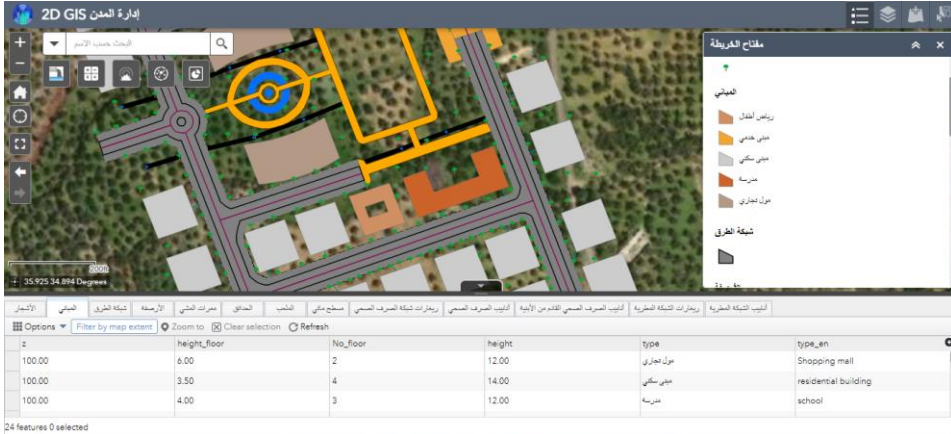 إدارة المدن 2D GIS
البحث حسب الاسم
مفتاح الخريطة
المباني
رياض أطفال
مبنى خدمي
مبنى سكني
مدرسة
مول تجاري
شبكة الطرق
200ft
35.925 34.894 Degrees
الأشجار المباني شبكة الطرق الأرصفة ممرات المشي الحدائق الملعب مسطح مائي ريغارات شبكة الصرف الصحي أنابيب الصرف الصحي أنابيب الصرف الصحي القادم من الأبنية ريغارات الشبكة المطرية أنابيب الشبكة المطرية
Options Filter by map extent Zoom to Clear selection Refresh
z height_floor No_floor height type type_en
100.00 6.00 2 12.00 مول تجاري Shopping mall
100.00 3.50 4 14.00 مبنى سكني residential building
100.00 4.00 3 12.00 مدرسة school
24 features 0 selected